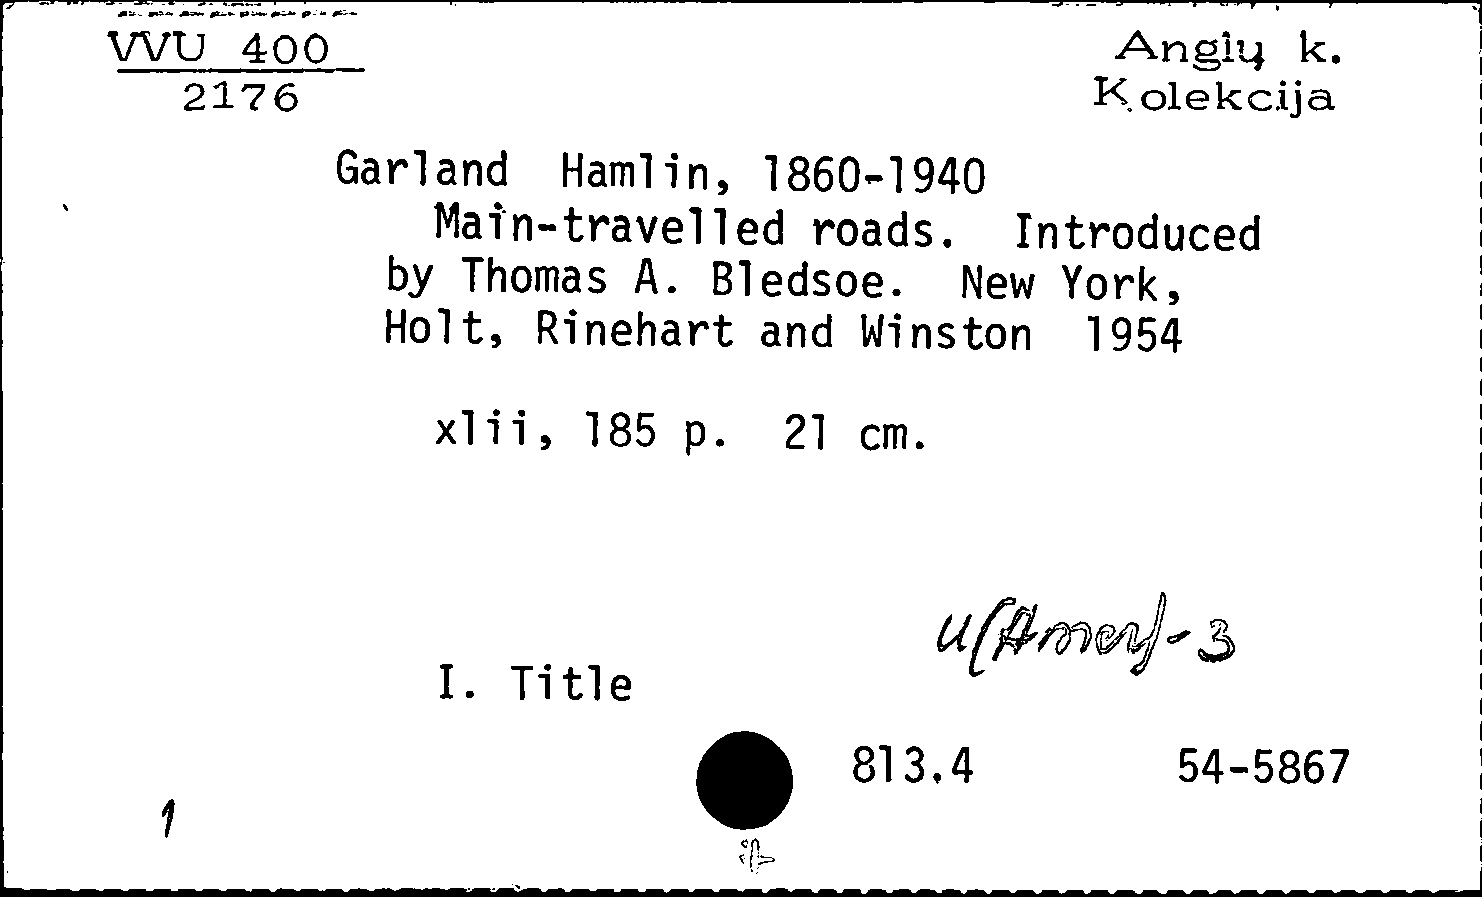 VVU 400
2176
Anglų k.
Kolekcija
Garland Hamlin, 1860-1940
Main-travelled roads. Introduced
by Thomas A. Bledsoe. New York,
Holt, Rinehart and Winston 1954
xlii, 185 p. 21 cm.
U(Amer)-3
I. Title
813.4 54-5867
1